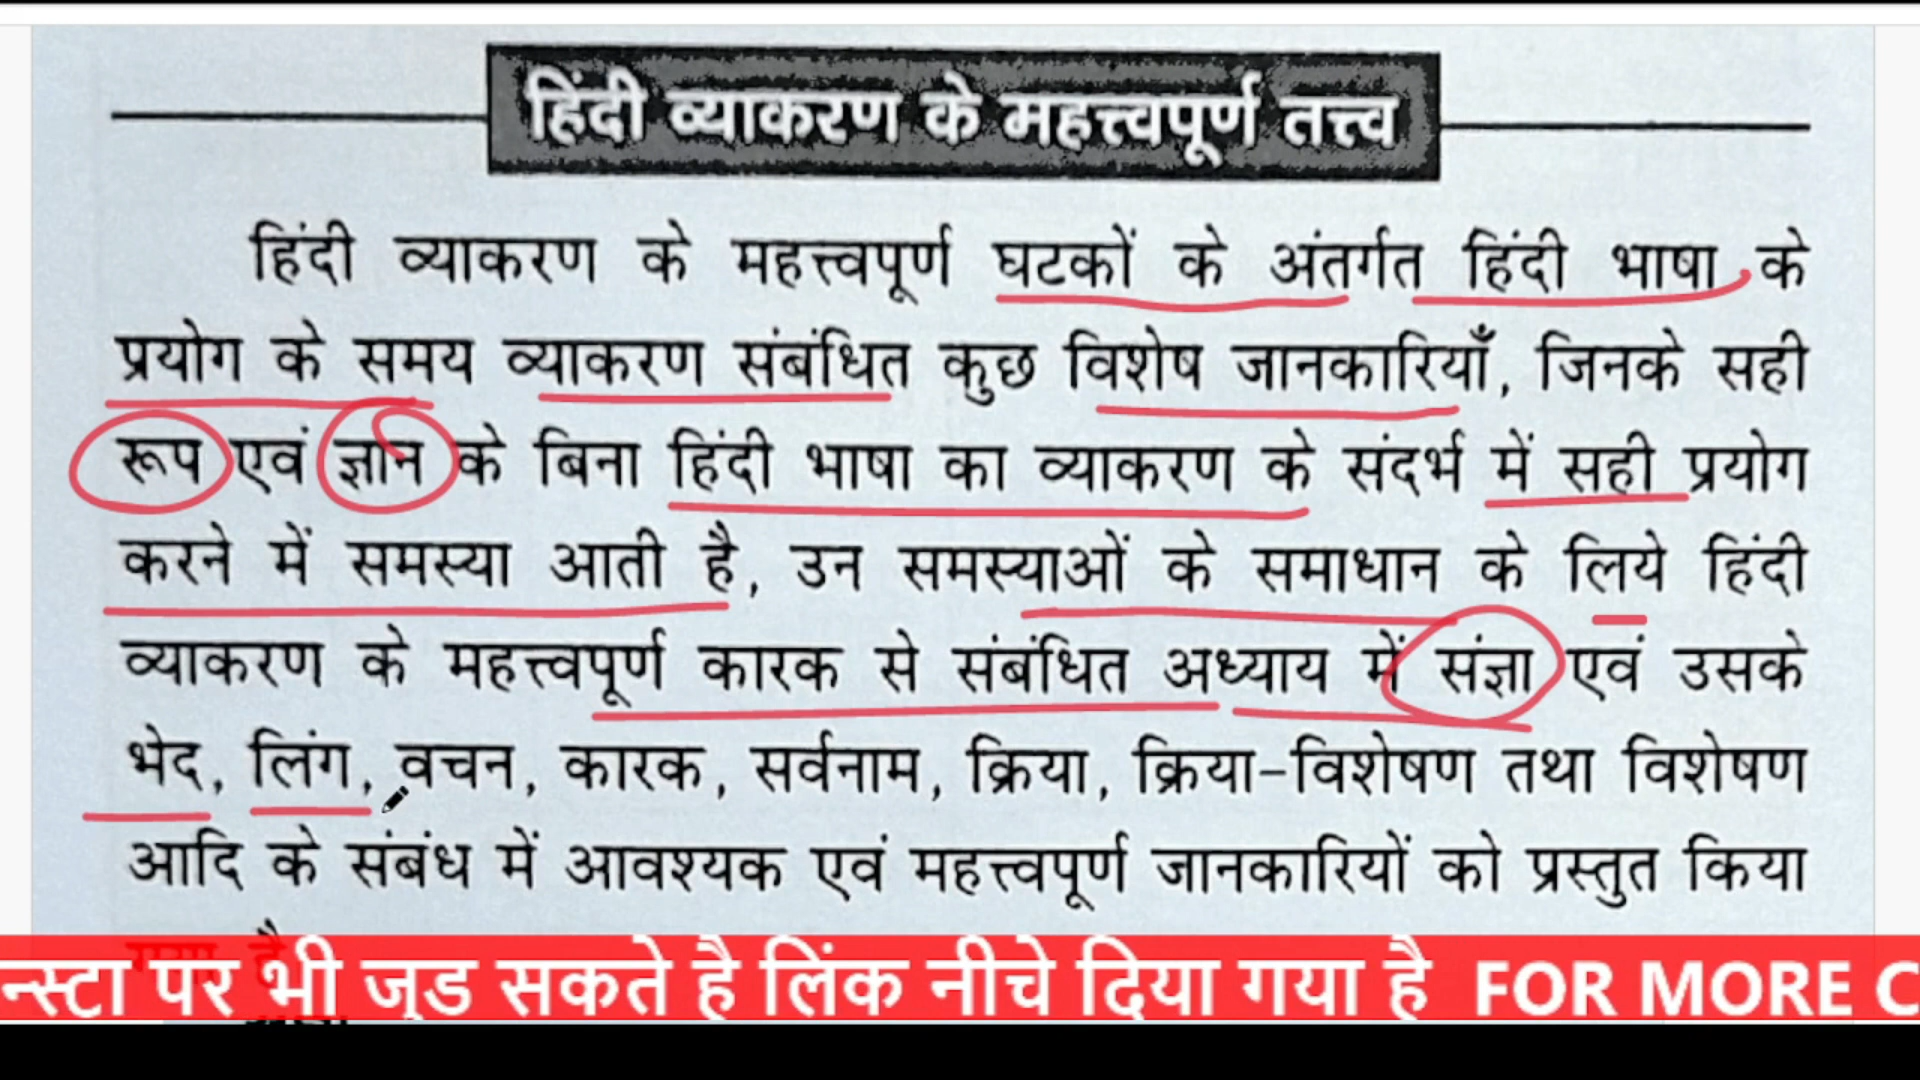 हिंदी व्याकरण के महत्त्वपूर्ण तत्त्व
हिंदी व्याकरण के महत्त्वपूर्ण घटकों के अंतर्गत हिंदी भाषा के
प्रयोग के समय व्याकरण संबंधित कुछ विशेष जानकारियाँ, जिनके सही
रूप एवं ज्ञान के बिना हिंदी भाषा का व्याकरण के संदर्भ में सही प्रयोग
करने में समस्या आती है, उन समस्याओं के समाधान के लिये हिंदी
व्याकरण के महत्त्वपूर्ण कारक से संबंधित अध्याय में संज्ञा एवं उसके
भेद, लिंग, वचन, कारक, सर्वनाम, क्रिया, क्रिया-विशेषण तथा विशेषण
आदि के संबंध में आवश्यक एवं महत्त्वपूर्ण जानकारियों को प्रस्तुत किया
न्स्टा पर भी जुड सकते है लिंक नीचे दिया गया है FOR MORE C